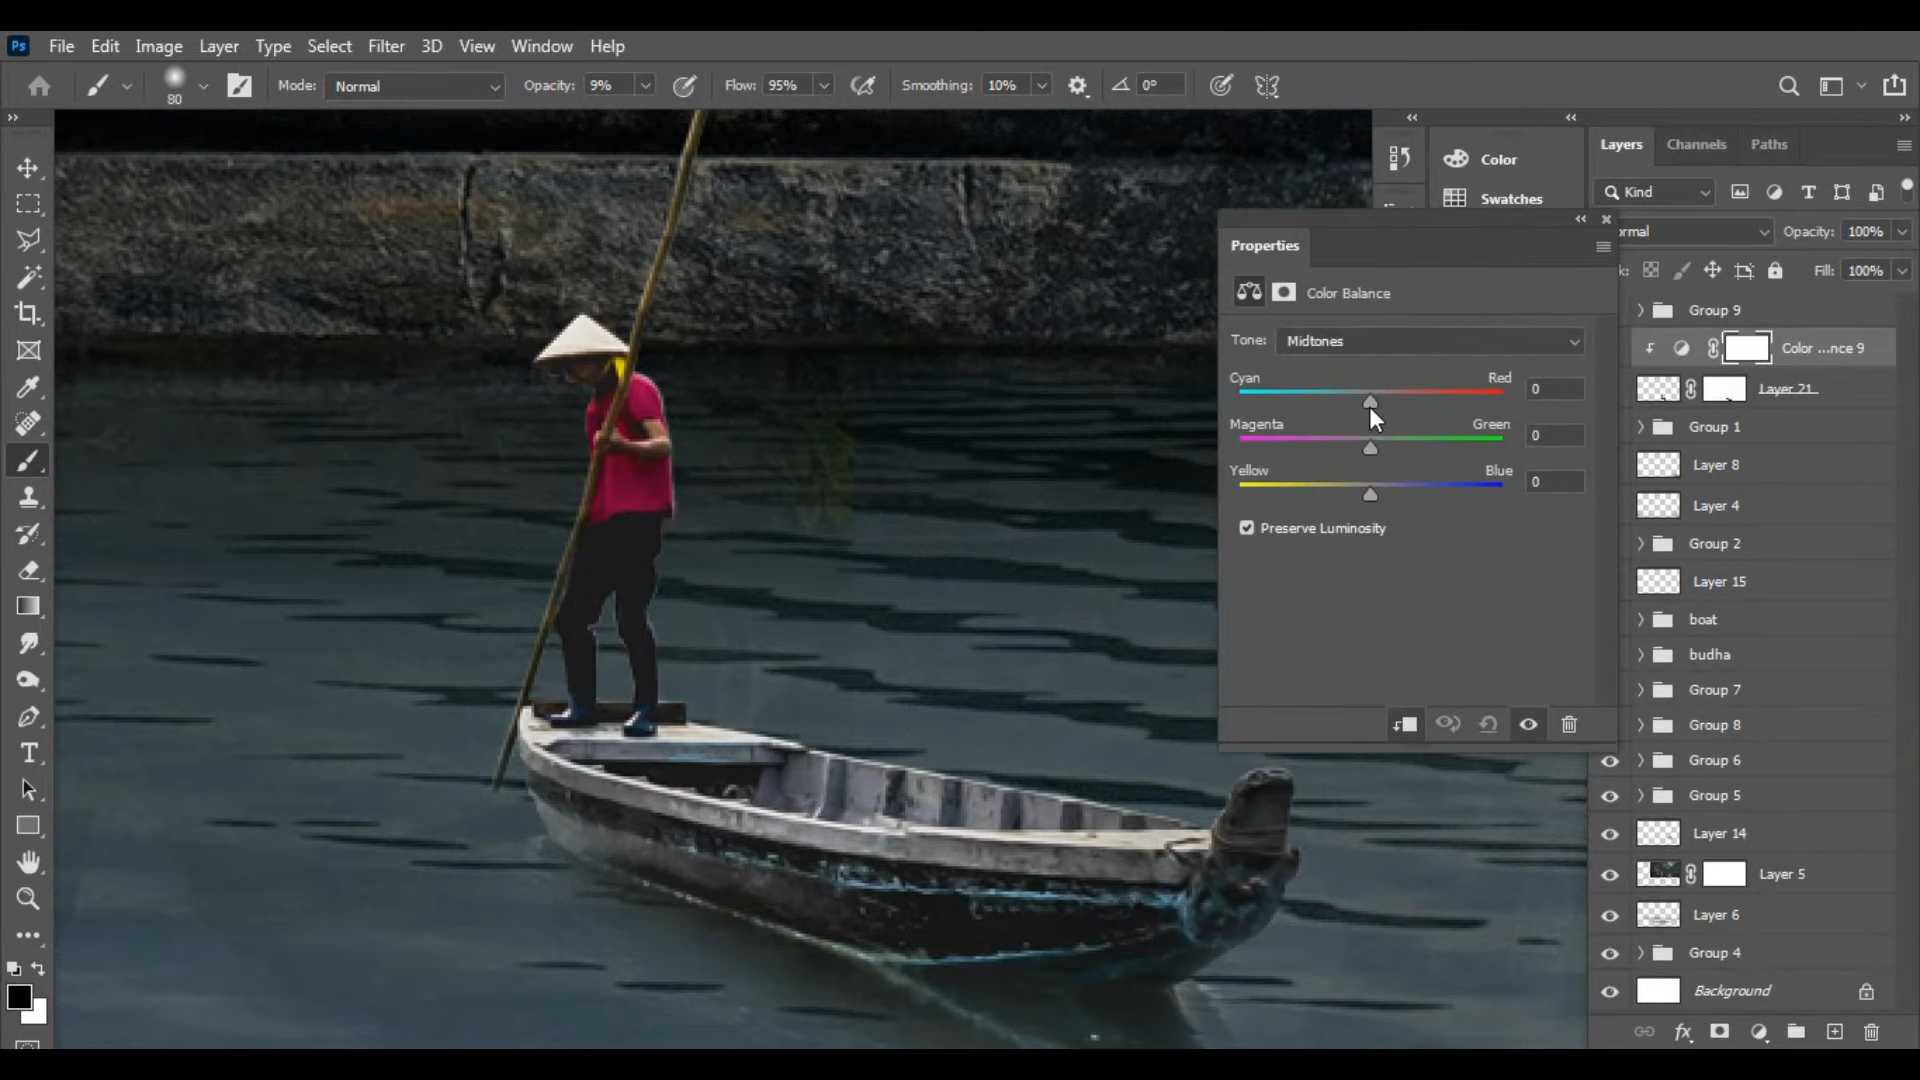 Ps File Edit Image Layer Type Select Filter 3D View Window Help
80 Mode: Normal Opacity: 9% Flow: 95% Smoothing: 10% 0°
Color
Swatches
Layers Channels Paths
Kind
ormal Opacity: 100%
k: Fill: 100%
Properties
Color Balance
Tone: Midtones
Cyan Red 0
Magenta Green 0
Yellow Blue 0
Preserve Luminosity
Group 9
Color ...nce 9
Layer 21
Group 1
Layer 8
Layer 4
Group 2
Layer 15
boat
budha
Group 7
Group 8
Group 6
Group 5
Layer 14
Layer 5
Layer 6
Group 4
Background
fx